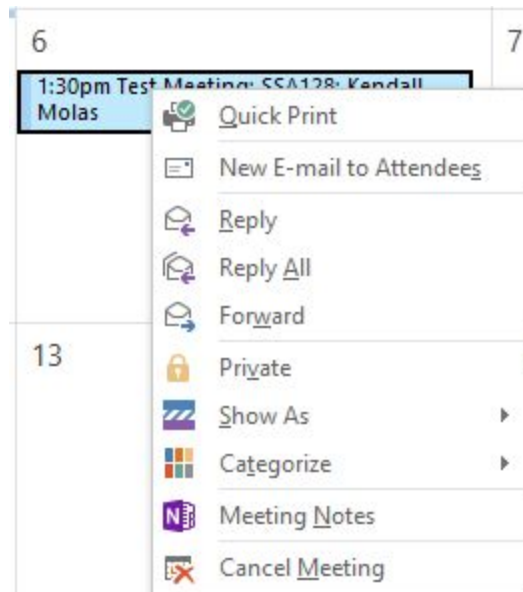 6
7
1:30pm Test Meeting; SSA128; Kendall
Molas
Quick Print
New E-mail to Attendees
Reply
Reply All
Forward
13
Private
Show As
Categorize
Meeting Notes
Cancel Meeting